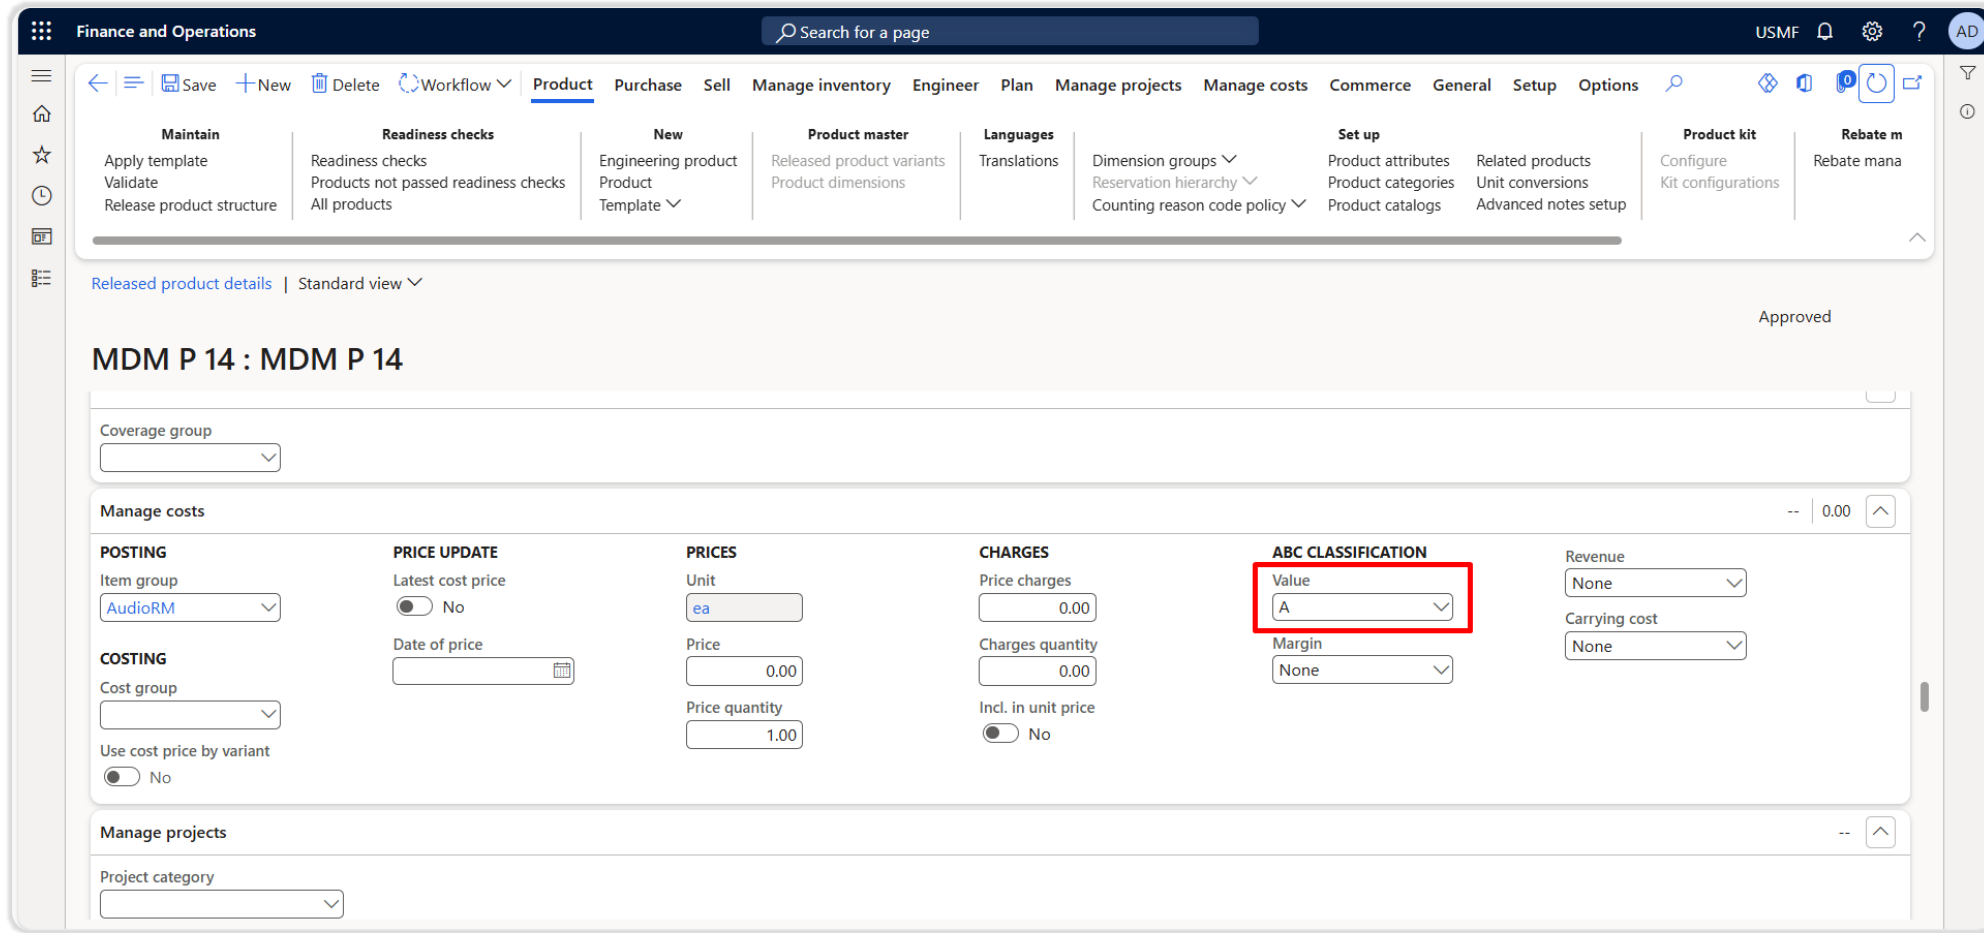 Finance and Operations
Search for a page
USMF
AD
Save
New
Delete
Workflow
Product
Purchase
Sell
Manage inventory
Engineer
Plan
Manage projects
Manage costs
Commerce
General
Setup
Options
0
Maintain
Apply template
Validate
Release product structure
Readiness checks
Readiness checks
Products not passed readiness checks
All products
New
Engineering product
Product
Template
Product master
Released product variants
Product dimensions
Languages
Translations
Set up
Dimension groups
Reservation hierarchy
Counting reason code policy
Product attributes
Product categories
Product catalogs
Related products
Unit conversions
Advanced notes setup
Product kit
Configure
Kit configurations
Rebate m
Rebate mana
Released product details | Standard view
Approved
MDM P 14 : MDM P 14
Coverage group
Manage costs
-- | 0.00
POSTING
Item group
AudioRM
COSTING
Cost group
Use cost price by variant
No
PRICE UPDATE
Latest cost price
No
Date of price
PRICES
Unit
ea
Price
0.00
Price quantity
1.00
CHARGES
Price charges
0.00
Charges quantity
0.00
Incl. in unit price
No
ABC CLASSIFICATION
Value
A
Margin
None
Revenue
None
Carrying cost
None
Manage projects
--
Project category